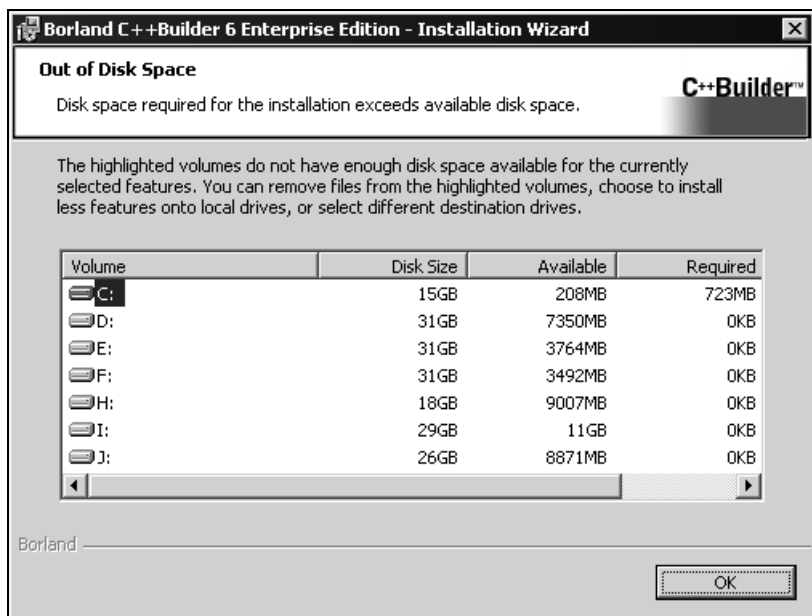 Borland C++Builder 6 Enterprise Edition - Installation Wizard
Out of Disk Space
Disk space required for the installation exceeds available disk space.
C++Builder™
The highlighted volumes do not have enough disk space available for the currently
selected features. You can remove files from the highlighted volumes, choose to install
less features onto local drives, or select different destination drives.
Volume Disk Size Available Required
C: 15GB 208MB 723MB
D: 31GB 7350MB 0KB
E: 31GB 3764MB 0KB
F: 31GB 3492MB 0KB
H: 18GB 9007MB 0KB
I: 29GB 11GB 0KB
J: 26GB 8871MB 0KB
Borland
OK